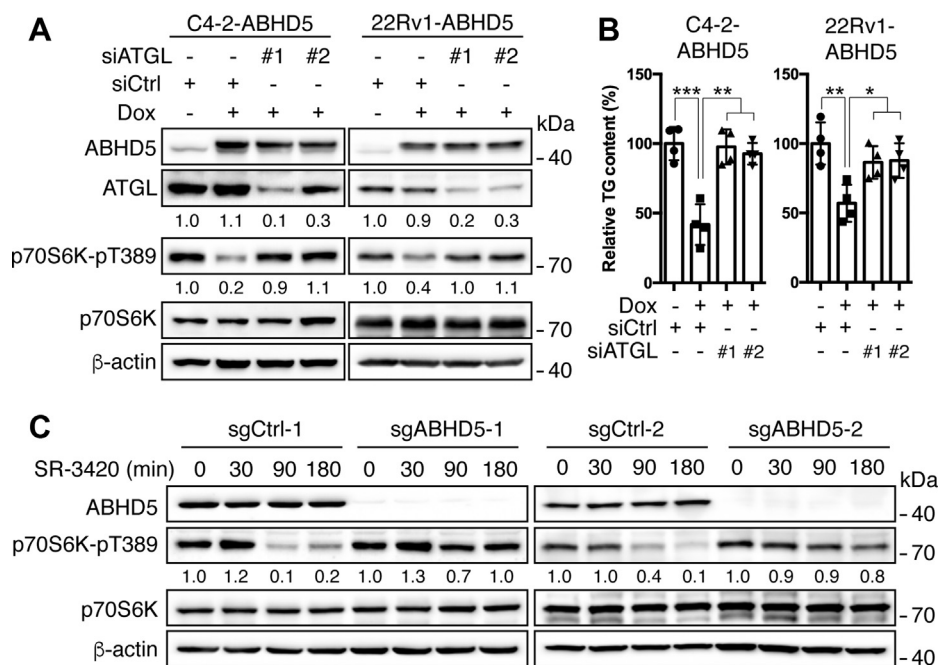 A
C4-2-ABHD5 22Rv1-ABHD5
siATGL - - #1 #2 - - #1 #2
siCtrl + + - - + + - -
Dox - + + + - + + +
kDa
ABHD5 - 40
ATGL
1.0 1.1 0.1 0.3 1.0 0.9 0.2 0.3
p70S6K-pT389 - 70
1.0 0.2 0.9 1.1 1.0 0.4 1.0 1.1
p70S6K - 70
β-actin - 40
B
C4-2-
ABHD5
22Rv1-
ABHD5
Relative TG content (%)
150
100
50
0
*** **
150
100
50
0
** *
Dox - + + + - + + +
siCtrl + + - - + + - -
siATGL - - #1 #2 - - #1 #2
C
sgCtrl-1 sgABHD5-1 sgCtrl-2 sgABHD5-2
SR-3420 (min) 0 30 90 180 0 30 90 180 0 30 90 180 0 30 90 180
kDa
ABHD5 - 40
p70S6K-pT389 - 70
1.0 1.2 0.1 0.2 1.0 1.3 0.7 1.0 1.0 1.0 0.4 0.1 1.0 0.9 0.9 0.8
p70S6K - 70
β-actin - 40